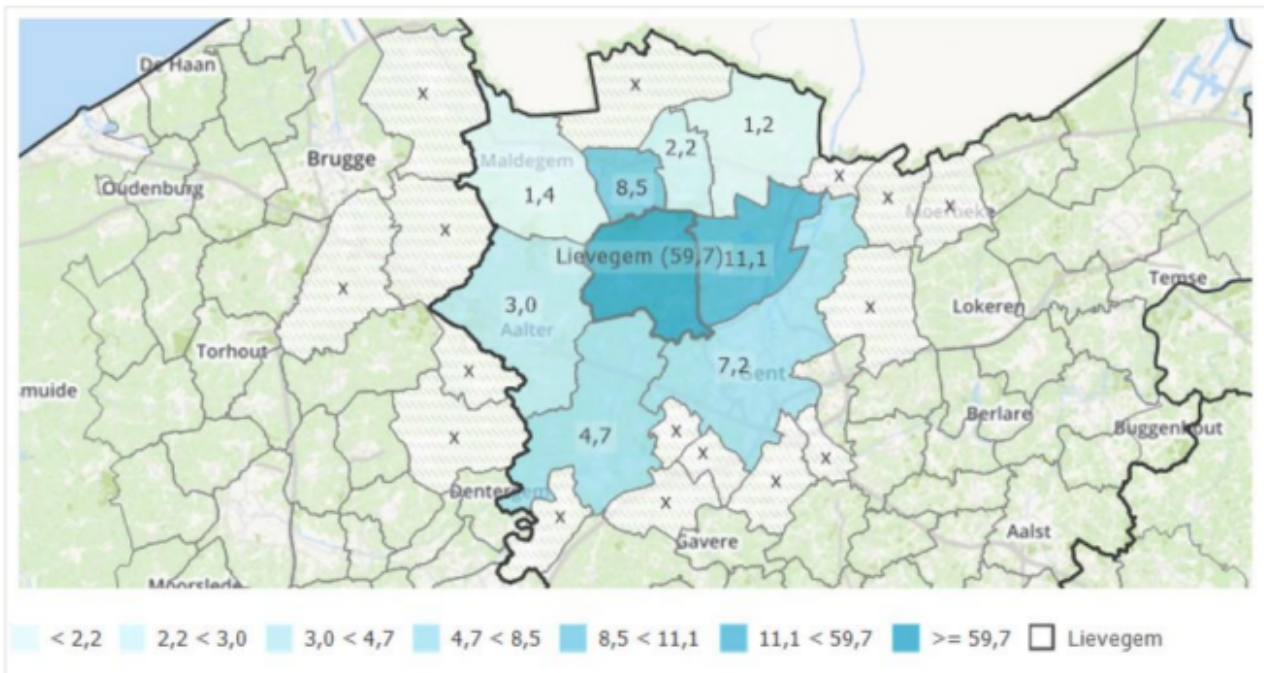 De Haan
x
x
1,2
Brugge
Maldegem
2,2
Oudenburg
1,4
8,5
x
x
x
Moerbeke
x
Lievegem (59,7)
11,1
Temse
x
3,0
x
Lokeren
Aalter
Torhout
muide
x
7,2
Gent
Berlare
x
4,7
x
x
x
Buggenhout
Dentergem
x
x
x
Gavere
Aalst
Moorslede
< 2,2
2,2 < 3,0
3,0 < 4,7
4,7 < 8,5
8,5 < 11,1
11,1 < 59,7
>= 59,7
Lievegem